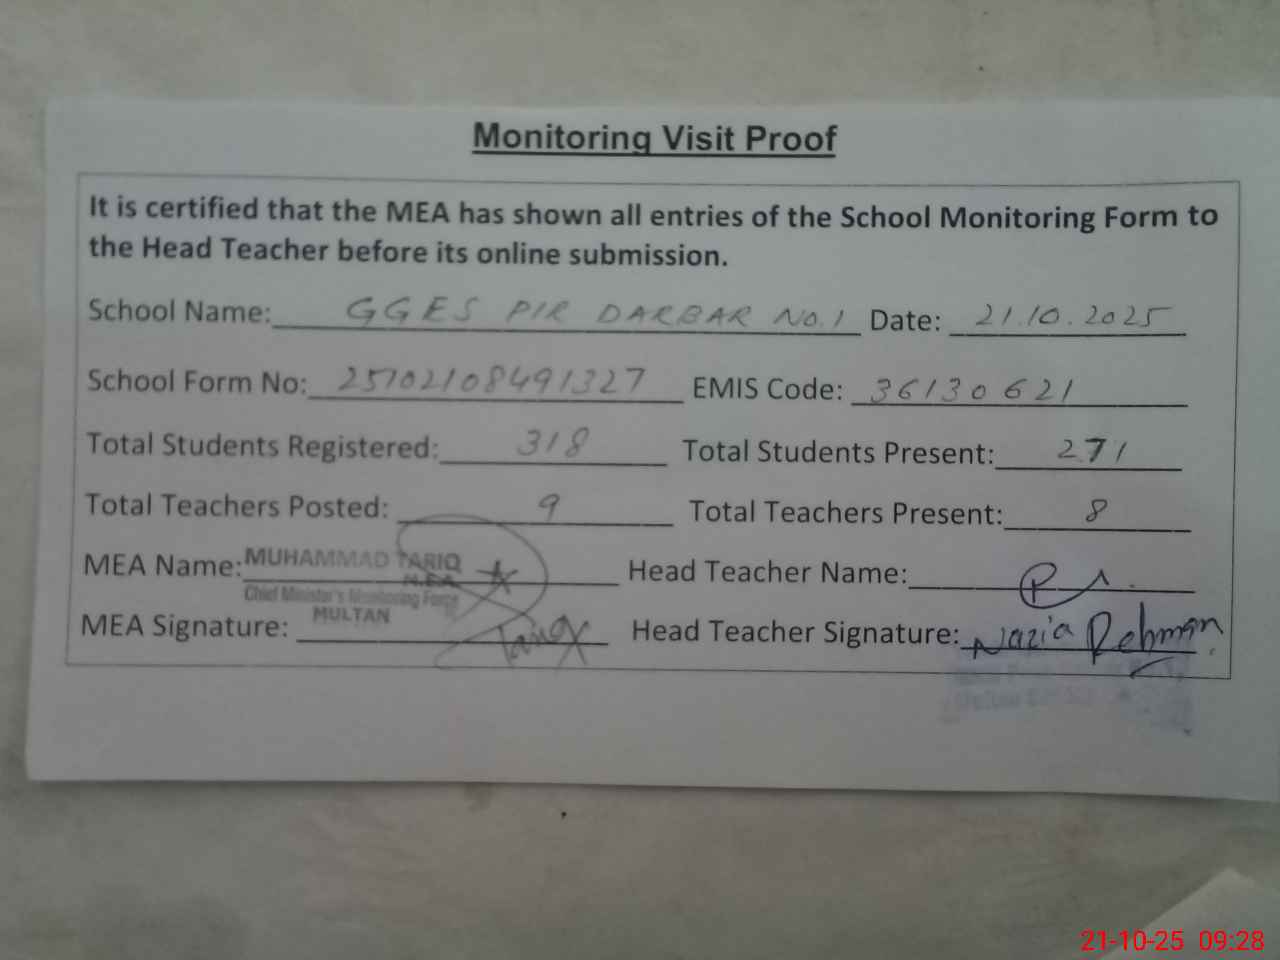 Monitoring Visit Proof
It is certified that the MEA has shown all entries of the School Monitoring Form to
the Head Teacher before its online submission.
School Name: GGES PIR DARBAR No.1 Date: 21.10.2025
School Form No: 25102108491327 EMIS Code: 36130621
Total Students Registered: 318 Total Students Present: 271
Total Teachers Posted: 9 Total Teachers Present: 8
MEA Name: MUHAMMAD TARIQ Head Teacher Name:
M.E.A
Chief Minister's Monitoring Force
MULTAN
MEA Signature: Tariq Head Teacher Signature: Nazia Rehman
21-10-25 09:28